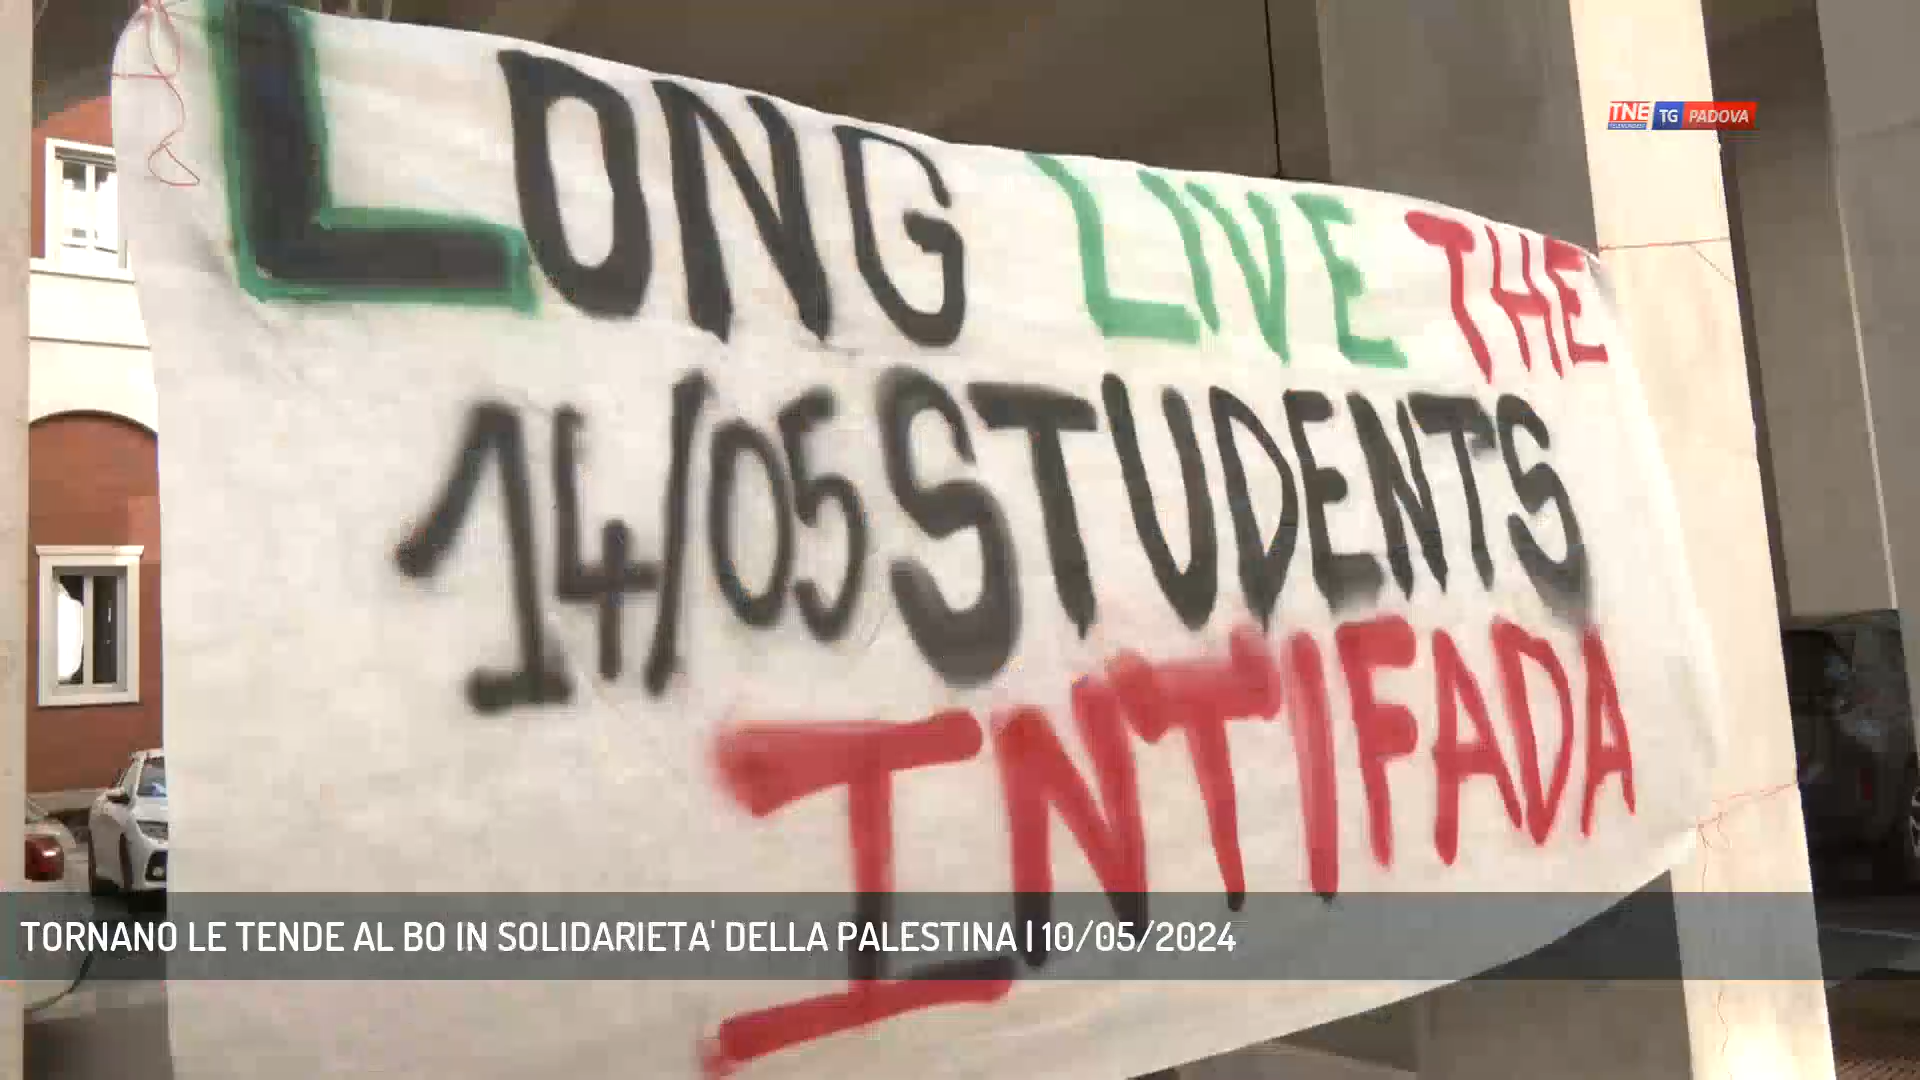 TNE TG PADOVA
LONG LIVE THE
14/05 STUDENTS
INTIFADA
TORNANO LE TENDE AL BO IN SOLIDARIETA' DELLA PALESTINA | 10/05/2024